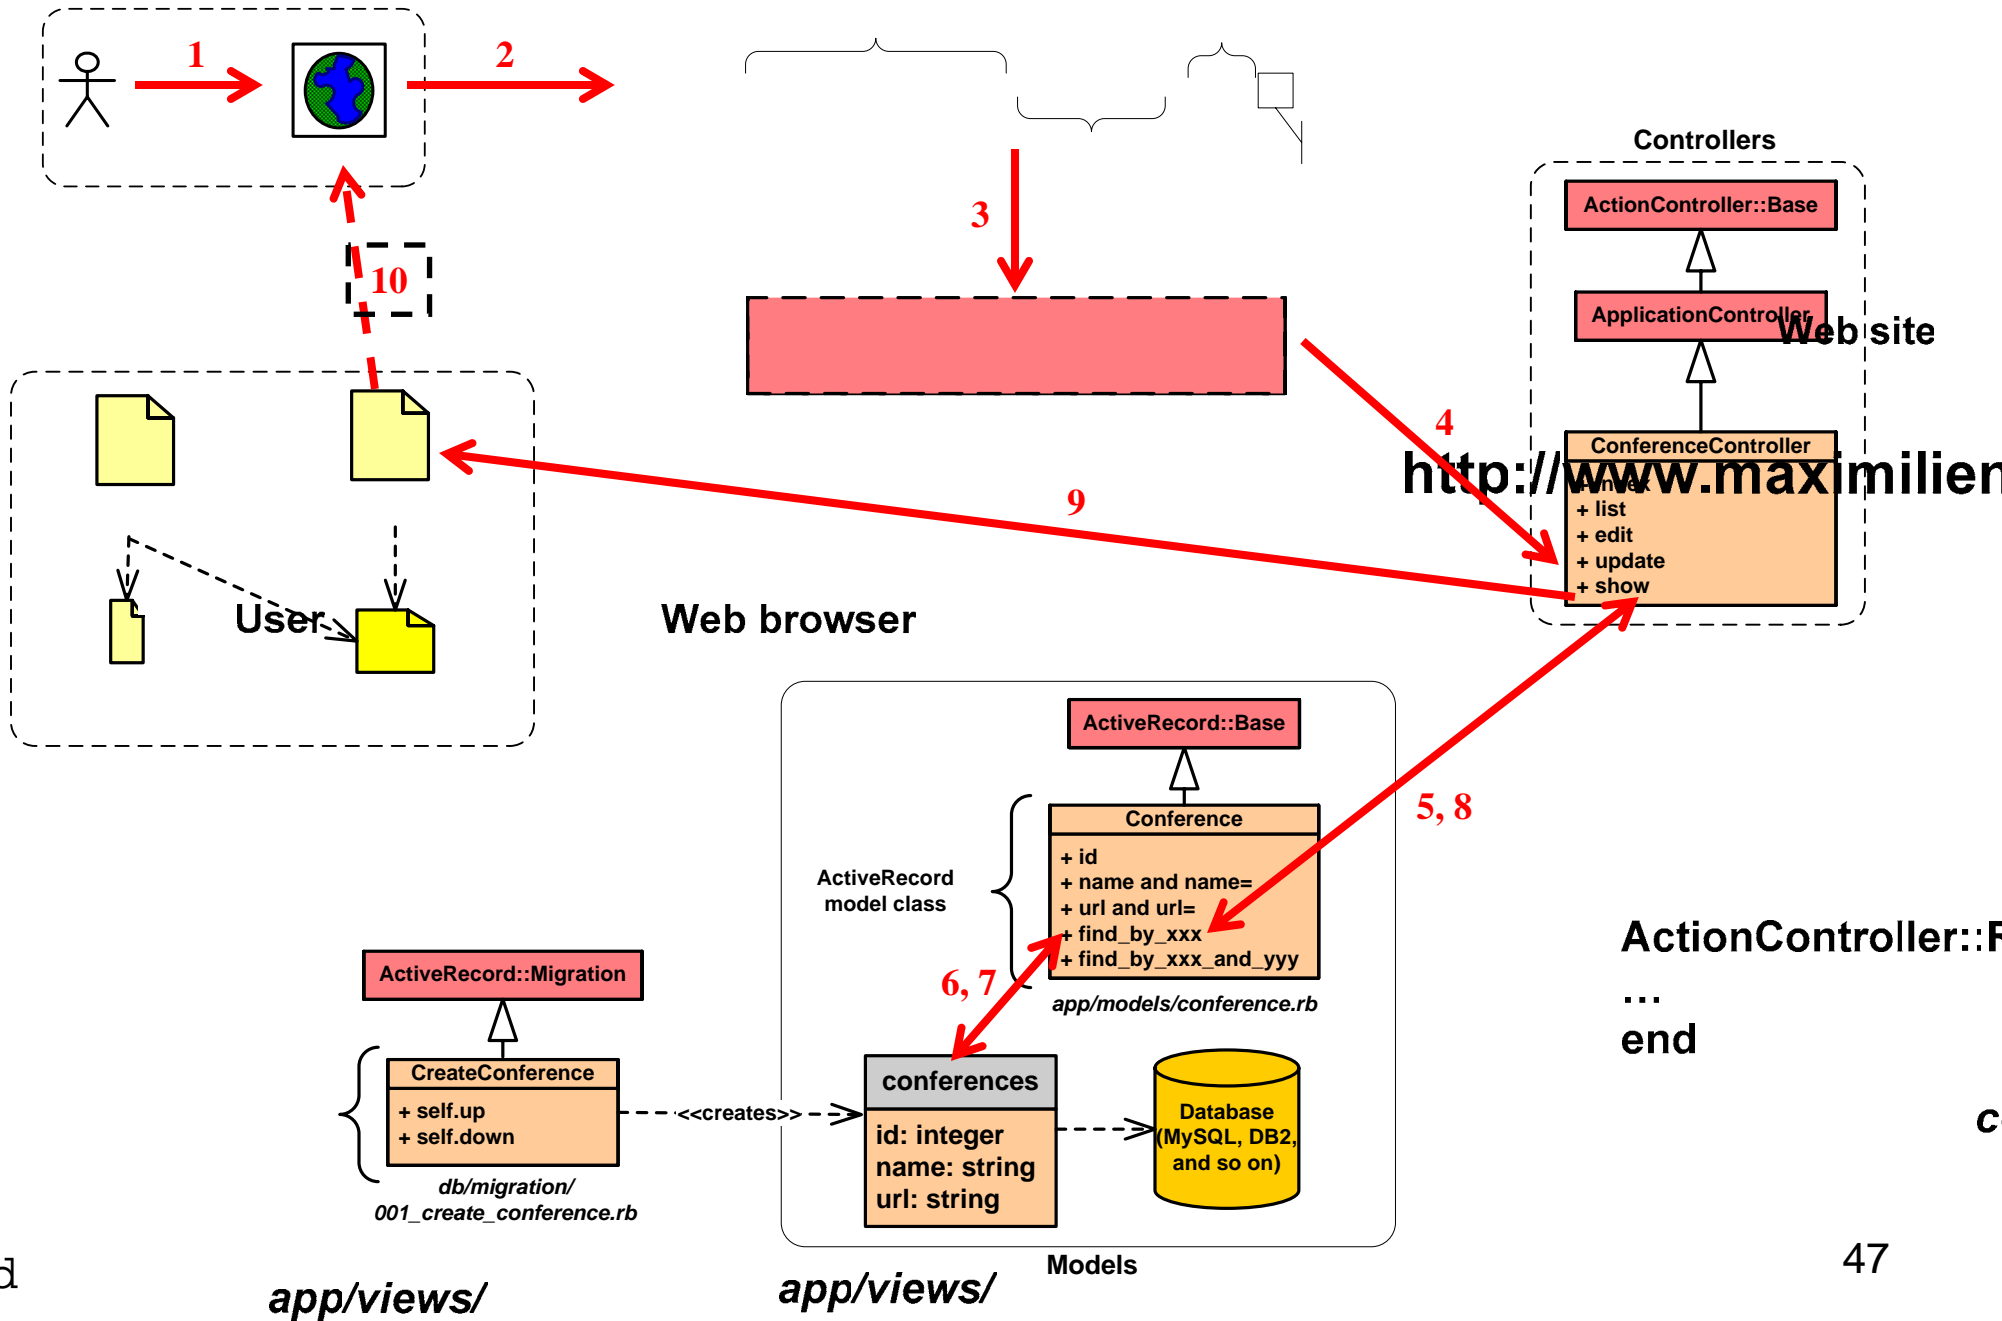 1
2
Controllers
ActionController::Base
3
10
ApplicationController
Web site
4
ConferenceController
http://www.maximilien
+ index
+ list
+ edit
+ update
+ show
9
User
Web browser
ActiveRecord::Base
5, 8
Conference
+ id
+ name and name=
+ url and url=
+ find_by_xxx
+ find_by_xxx_and_yyy
ActiveRecord
model class
app/models/conference.rb
6, 7
ActionController::R
...
end
ActiveRecord::Migration
CreateConference
+ self.up
+ self.down
<<creates>>
db/migration/
001_create_conference.rb
conferences
id: integer
name: string
url: string
Database
(MySQL, DB2,
and so on)
Models
47
app/views/
app/views/